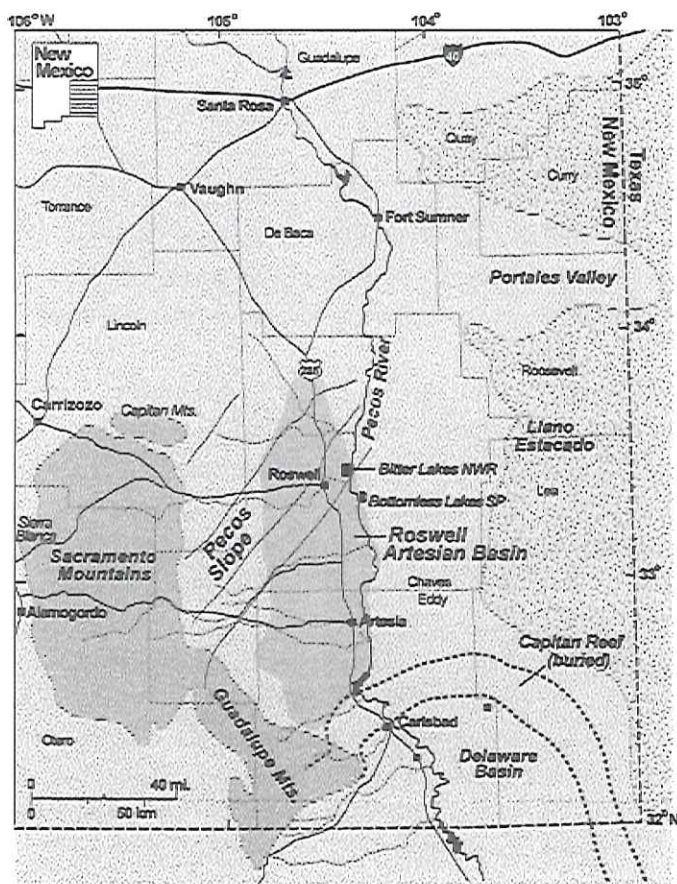 106°W
105°
104°
103°
New
Mexico
Guadalupe
40
35°
Santa Rosa
Curry
Texas
New Mexico
Vaughn
Curry
Torrance
Fort Sumner
De Baca
Portales Valley
Lincoln
34°
285
Roosevelt
Pecos River
Carrizozo
Capitan Mts.
Llano
Estacado
Bitter Lakes NWR
Roswell
Bottomless Lakes SP
Lea
Sierra
Blanca
Pecos
Slope
Roswell
Artesian Basin
Sacramento
Mountains
Chaves
33°
Eddy
Alamogordo
Artesia
Capitan Reef
(buried)
Guadalupe Mts.
Carlsbad
Otero
Delaware
Basin
0
40 mi.
0
50 km
32°N